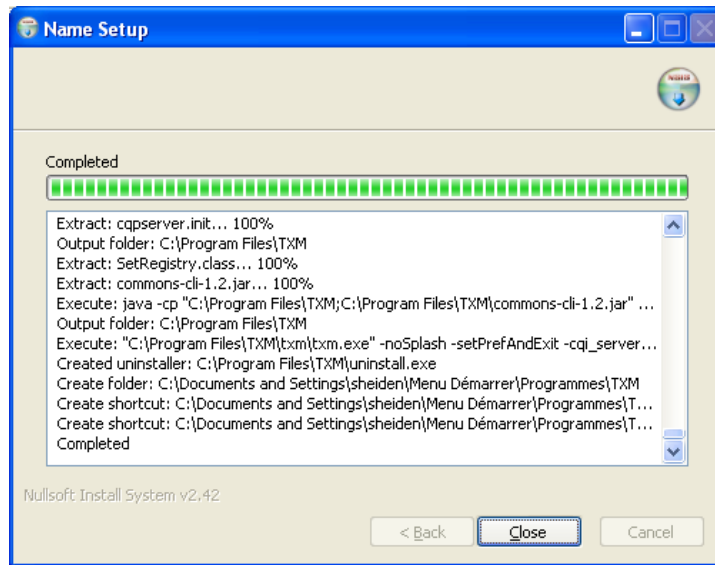 Name Setup
Completed
Extract: cqpserver.init... 100%
Output folder: C:\Program Files\TXM
Extract: SetRegistry.class... 100%
Extract: commons-cli-1.2.jar... 100%
Execute: java -cp "C:\Program Files\TXM;C:\Program Files\TXM\commons-cli-1.2.jar" ...
Output folder: C:\Program Files\TXM
Execute: "C:\Program Files\TXM\txm\txm.exe" -noSplash -setPrefAndExit -cqi_server...
Created uninstaller: C:\Program Files\TXM\uninstall.exe
Create folder: C:\Documents and Settings\sheiden\Menu Démarrer\Programmes\TXM
Create shortcut: C:\Documents and Settings\sheiden\Menu Démarrer\Programmes\T...
Create shortcut: C:\Documents and Settings\sheiden\Menu Démarrer\Programmes\T...
Completed
Nullsoft Install System v2.42
< Back Close Cancel